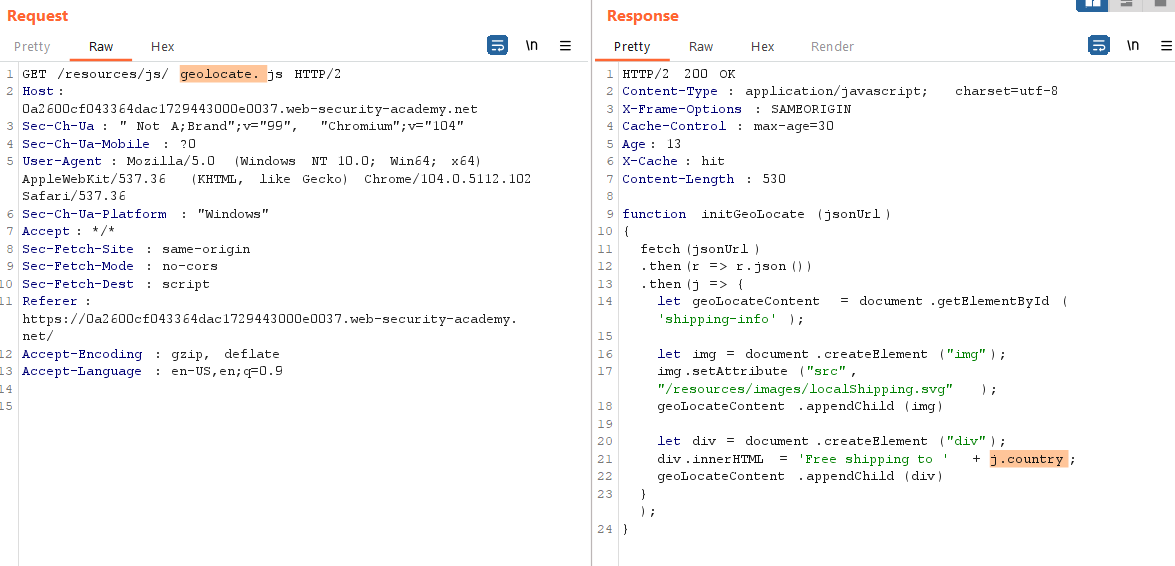 Request
Pretty Raw Hex
\n
1 GET /resources/js/ geolocate. js HTTP/2
2 Host :
0a2600cf043364dac1729443000e0037.web-security-academy.net
3 Sec-Ch-Ua : " Not A;Brand";v="99", "Chromium";v="104"
4 Sec-Ch-Ua-Mobile : ?0
5 User-Agent : Mozilla/5.0 (Windows NT 10.0; Win64; x64)
AppleWebKit/537.36 (KHTML, like Gecko) Chrome/104.0.5112.102
Safari/537.36
6 Sec-Ch-Ua-Platform : "Windows"
7 Accept : */*
8 Sec-Fetch-Site : same-origin
9 Sec-Fetch-Mode : no-cors
10 Sec-Fetch-Dest : script
11 Referer :
https://0a2600cf043364dac1729443000e0037.web-security-academy.
net/
12 Accept-Encoding : gzip, deflate
13 Accept-Language : en-US,en;q=0.9
14
15
Response
Pretty Raw Hex Render
\n
1 HTTP/2 200 OK
2 Content-Type : application/javascript; charset=utf-8
3 X-Frame-Options : SAMEORIGIN
4 Cache-Control : max-age=30
5 Age : 13
6 X-Cache : hit
7 Content-Length : 530
8
9 function initGeoLocate (jsonUrl )
10 {
11 fetch (jsonUrl )
12 .then (r => r.json ())
13 .then (j => {
14 let geoLocateContent = document .getElementById (
'shipping-info' );
15
16 let img = document .createElement ("img" );
17 img.setAttribute ("src" ,
"/resources/images/localShipping.svg" );
18 geoLocateContent .appendChild (img)
19
20 let div = document .createElement ("div" );
21 div.innerHTML = 'Free shipping to ' + j.country ;
22 geoLocateContent .appendChild (div)
23 }
);
24 }